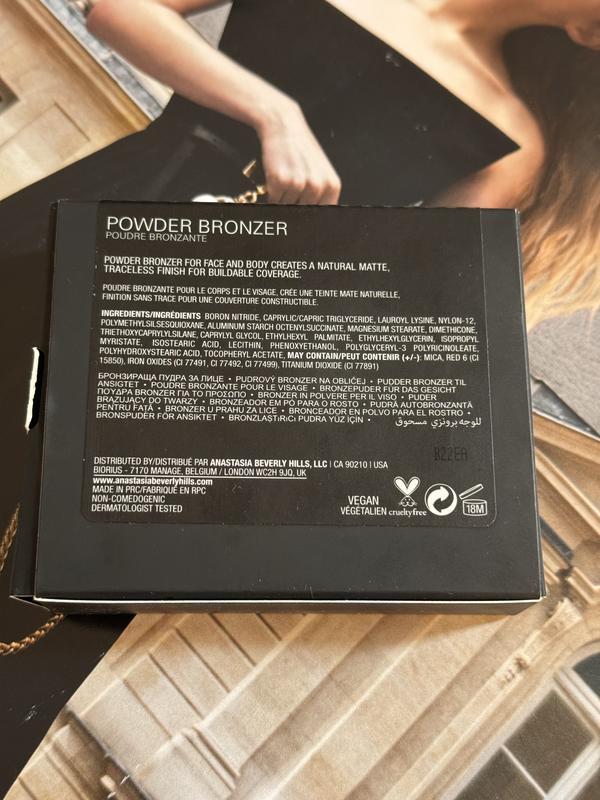 POWDER BRONZER
POUDRE BRONZANTE
POWDER BRONZER FOR FACE AND BODY CREATES A NATURAL MATTE,
TRACELESS FINISH FOR BUILDABLE COVERAGE.
POUDRE BRONZANTE POUR LE CORPS ET LE VISAGE, CRÉE UNE TEINTE MATE NATURELLE,
FINITION SANS TRACE POUR UNE COUVERTURE CONSTRUCTIBLE.
INGREDIENTS/INGRÉDIENTS BORON NITRIDE, CAPRYLIC/CAPRIC TRIGLYCERIDE, LAUROYL LYSINE, NYLON-12,
POLYMETHYLSILSESQUIOXANE, ALUMINUM STARCH OCTENYLSUCCINATE, MAGNESIUM STEARATE, DIMETHICONE,
TRIETHOXYCAPRYLYLSILANE, CAPRYLYL GLYCOL, ETHYLHEXYL PALMITATE, ETHYLHEXYLGLYCERIN, ISOPROPYL
MYRISTATE, ISOSTEARIC ACID, LECITHIN, PHENOXYETHANOL, POLYGLYCERYL-3 POLYRICINOLEATE,
POLYHYDROXYSTEARIC ACID, TOCOPHERYL ACETATE, MAY CONTAIN/PEUT CONTENIR (+/-): MICA, RED 6 (CI
15850), IRON OXIDES (CI 77491, CI 77492, CI 77499), TITANIUM DIOXIDE (CI 77891)
БРОНЗИРАЩА ПУДРА ЗА ЛИЦЕ • PUDROVÝ BRONZER NA OBLIČEJ • PUDDER BRONZER TIL
ANSIGTET • POUDRE BRONZANTE POUR LE VISAGE • BRONZEPUDER FÜR DAS GESICHT
ΠΟΥΔΡΑ BRONZER ΓΙΑ ΤΟ ΠΡΟΣΩΠΟ • BRONZER IN POLVERE PER IL VISO • PUDER
BRĄZUJĄCY DO TWARZY • BRONZEADOR EM PÓ PARA O ROSTO • PUDRĂ AUTOBRONZANTĂ
PENTRU FAȚĂ • BRONZER U PRAHU ZA LICE • BRONCEADOR EN POLVO PARA EL ROSTRO •
BRONSPUDER FÖR ANSIKTET • BRONZLAŞTıRıCı PUDRA YÜZ İÇİN • للوجه برونزي مسحوق
B22EA
DISTRIBUTED BY/DISTRIBUÉ PAR ANASTASIA BEVERLY HILLS, LLC | CA 90210 | USA
BIORIUS - 7170 MANAGE, BELGIUM / LONDON WC2H 9JQ, UK
www.anastasiabeverlyhills.com
MADE IN PRC/FABRIQUÉ EN RPC
NON-COMEDOGENIC
DERMATOLOGIST TESTED
VEGAN
VÉGÉTALIEN
crueltyfree
18M